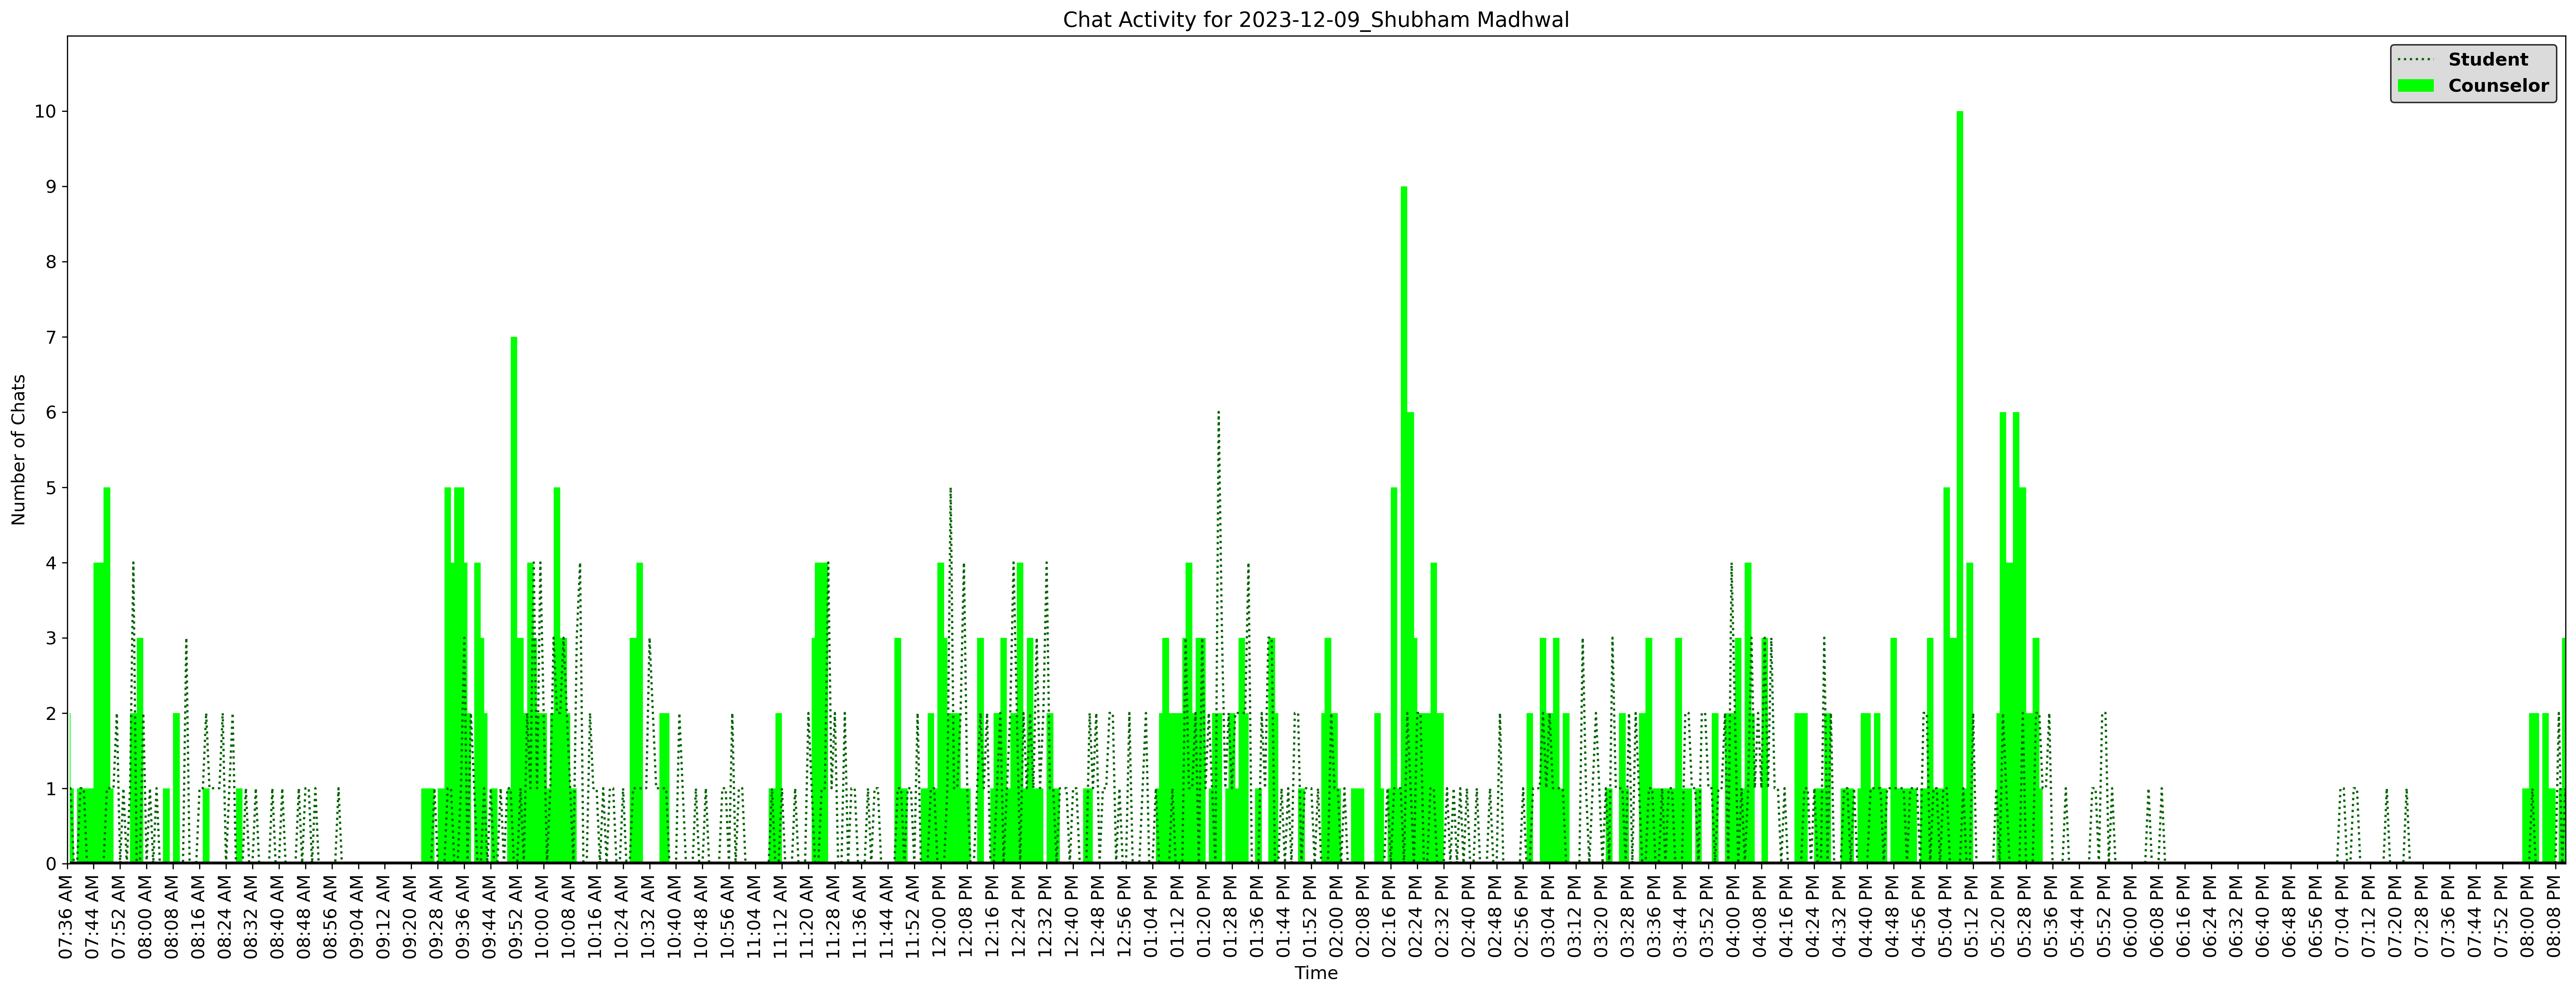 Chat Activity for 2023-12-09_Shubham Madhwal
Student
Counselor
Number of Chats
10
9
8
7
6
5
4
3
2
1
0
07:36 AM
07:44 AM
07:52 AM
08:00 AM
08:08 AM
08:16 AM
08:24 AM
08:32 AM
08:40 AM
08:48 AM
08:56 AM
09:04 AM
09:12 AM
09:20 AM
09:28 AM
09:36 AM
09:44 AM
09:52 AM
10:00 AM
10:08 AM
10:16 AM
10:24 AM
10:32 AM
10:40 AM
10:48 AM
10:56 AM
11:04 AM
11:12 AM
11:20 AM
11:28 AM
11:36 AM
11:44 AM
11:52 AM
12:00 PM
12:08 PM
12:16 PM
12:24 PM
12:32 PM
12:40 PM
12:48 PM
12:56 PM
01:04 PM
01:12 PM
01:20 PM
01:28 PM
01:36 PM
01:44 PM
01:52 PM
02:00 PM
02:08 PM
02:16 PM
02:24 PM
02:32 PM
02:40 PM
02:48 PM
02:56 PM
03:04 PM
03:12 PM
03:20 PM
03:28 PM
03:36 PM
03:44 PM
03:52 PM
04:00 PM
04:08 PM
04:16 PM
04:24 PM
04:32 PM
04:40 PM
04:48 PM
04:56 PM
05:04 PM
05:12 PM
05:20 PM
05:28 PM
05:36 PM
05:44 PM
05:52 PM
06:00 PM
06:08 PM
06:16 PM
06:24 PM
06:32 PM
06:40 PM
06:48 PM
06:56 PM
07:04 PM
07:12 PM
07:20 PM
07:28 PM
07:36 PM
07:44 PM
07:52 PM
08:00 PM
08:08 PM
Time